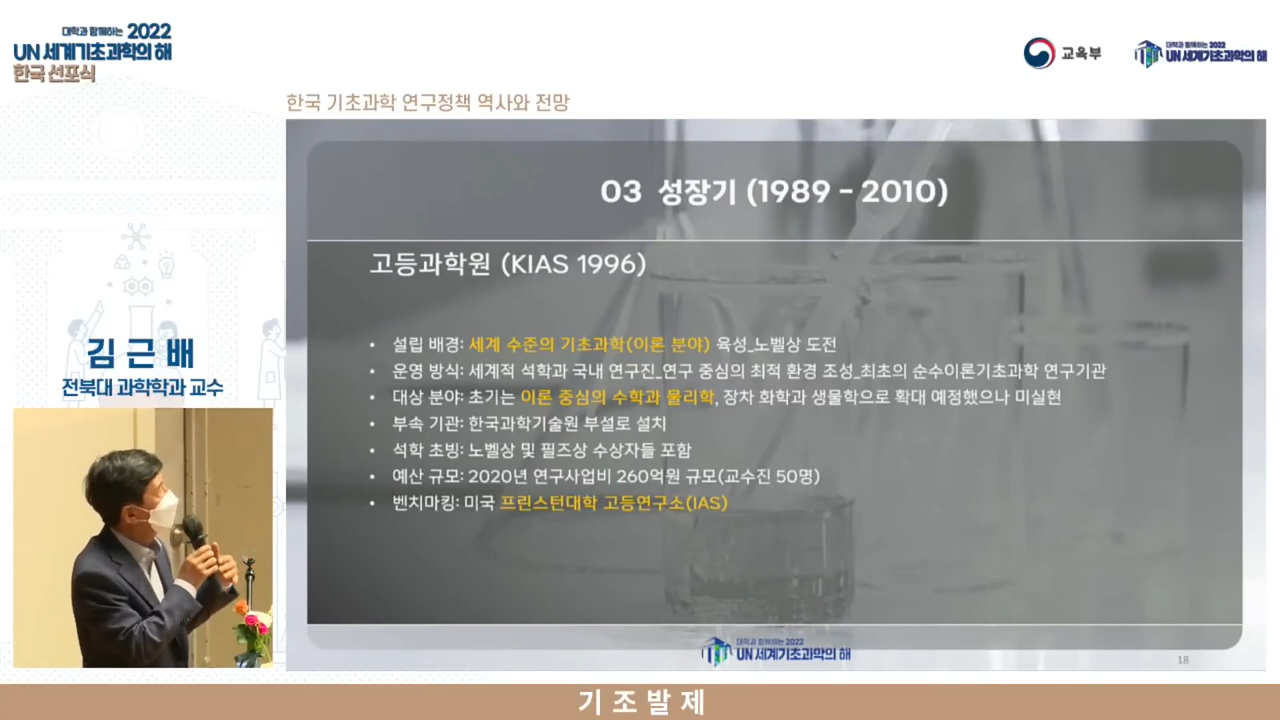 대학과 함께하는 2022
UN 세계기초과학의 해
한국 선포식
교육부
대학과 함께하는 2022
UN 세계기초과학의 해
한국 기초과학 연구정책 역사와 전망
03 성장기 (1989 - 2010)
고등과학원 (KIAS 1996)
• 설립 배경: 세계 수준의 기초과학(이론 분야) 육성_노벨상 도전
• 운영 방식: 세계적 석학과 국내 연구진_연구 중심의 최적 환경 조성_최초의 순수이론기초과학 연구기관
• 대상 분야: 초기는 이론 중심의 수학과 물리학, 장차 화학과 생물학으로 확대 예정했으나 미실현
• 부속 기관: 한국과학기술원 부설로 설치
• 석학 초빙: 노벨상 및 필즈상 수상자들 포함
• 예산 규모: 2020년 연구사업비 260억원 규모(교수진 50명)
• 벤치마킹: 미국 프린스턴대학 고등연구소(IAS)
대학과 함께하는 2022
UN 세계기초과학의 해
18
김근배
전북대 과학학과 교수
기조발제